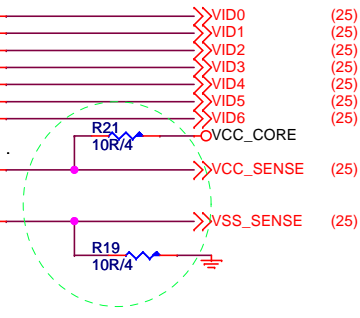 VID0 (25)
VID1 (25)
VID2 (25)
VID3 (25)
VID4 (25)
VID5 (25)
VID6 (25)
R21
10R/4
VCC_CORE
VCC_SENSE (25)
VSS_SENSE (25)
R19
10R/4